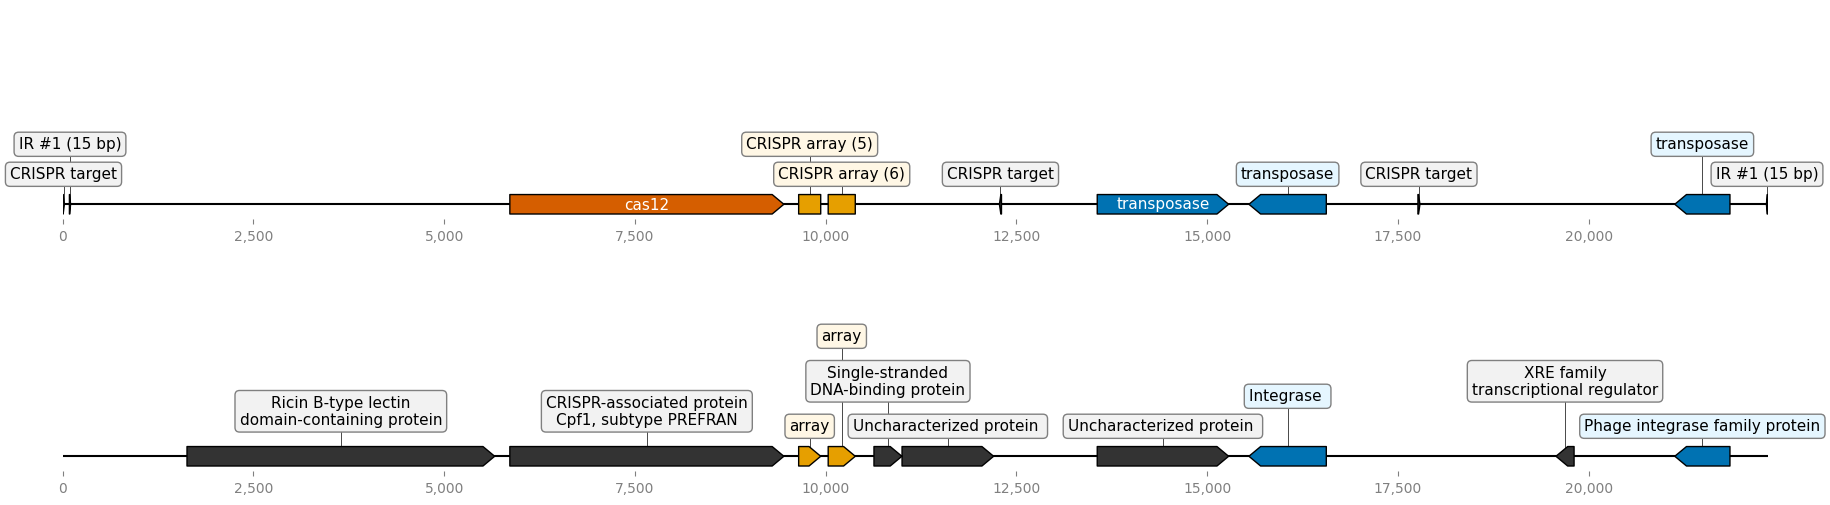 IR #1 (15 bp)
CRISPR array (5)
transposase
CRISPR target
CRISPR array (6)
CRISPR target
transposase
CRISPR target
IR #1 (15 bp)
cas12
transposase
0
2,500
5,000
7,500
10,000
12,500
15,000
17,500
20,000
array
Single-stranded
DNA-binding protein
XRE family
transcriptional regulator
Ricin B-type lectin
domain-containing protein
CRISPR-associated protein
Cpf1, subtype PREFRAN
Integrase
array
Uncharacterized protein
Uncharacterized protein
Phage integrase family protein
0
2,500
5,000
7,500
10,000
12,500
15,000
17,500
20,000